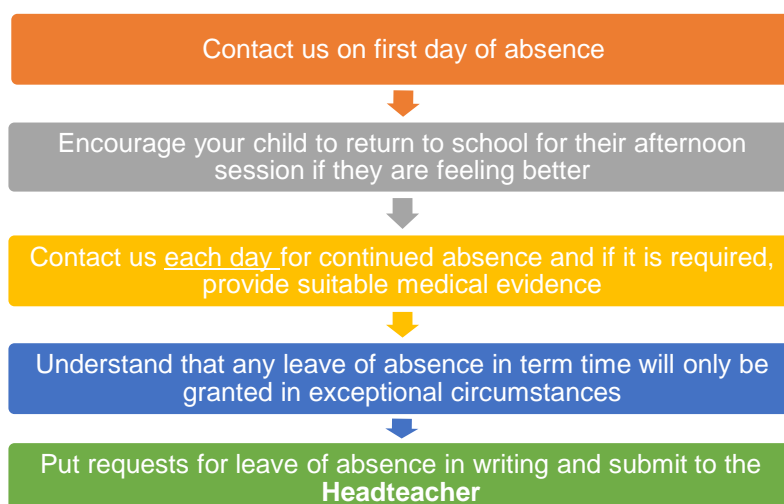 Contact us on first day of absence
Encourage your child to return to school for their afternoon
session if they are feeling better
Contact us each day for continued absence and if it is required,
provide suitable medical evidence
Understand that any leave of absence in term time will only be
granted in exceptional circumstances
Put requests for leave of absence in writing and submit to the
Headteacher